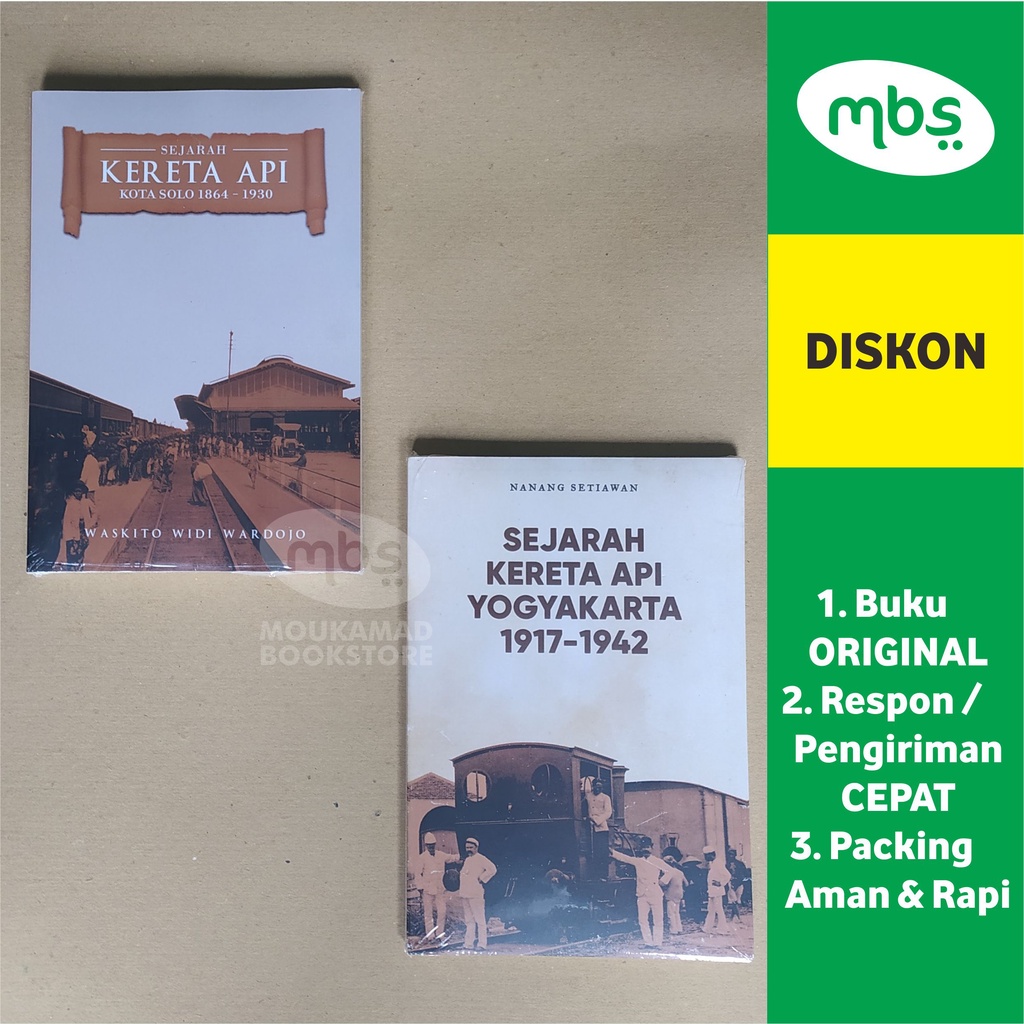 SEJARAH
KERETA API
KOTA SOLO 1864 - 1930
WASKITO WIDI WARDOJO
NANANG SETIAWAN
SEJARAH
KERETA API
YOGYAKARTA
1917-1942
mbs
MOUKAMAD
BOOKSTORE
mbs
DISKON
1. Buku
ORIGINAL
2. Respon /
Pengiriman
CEPAT
3. Packing
Aman & Rapi